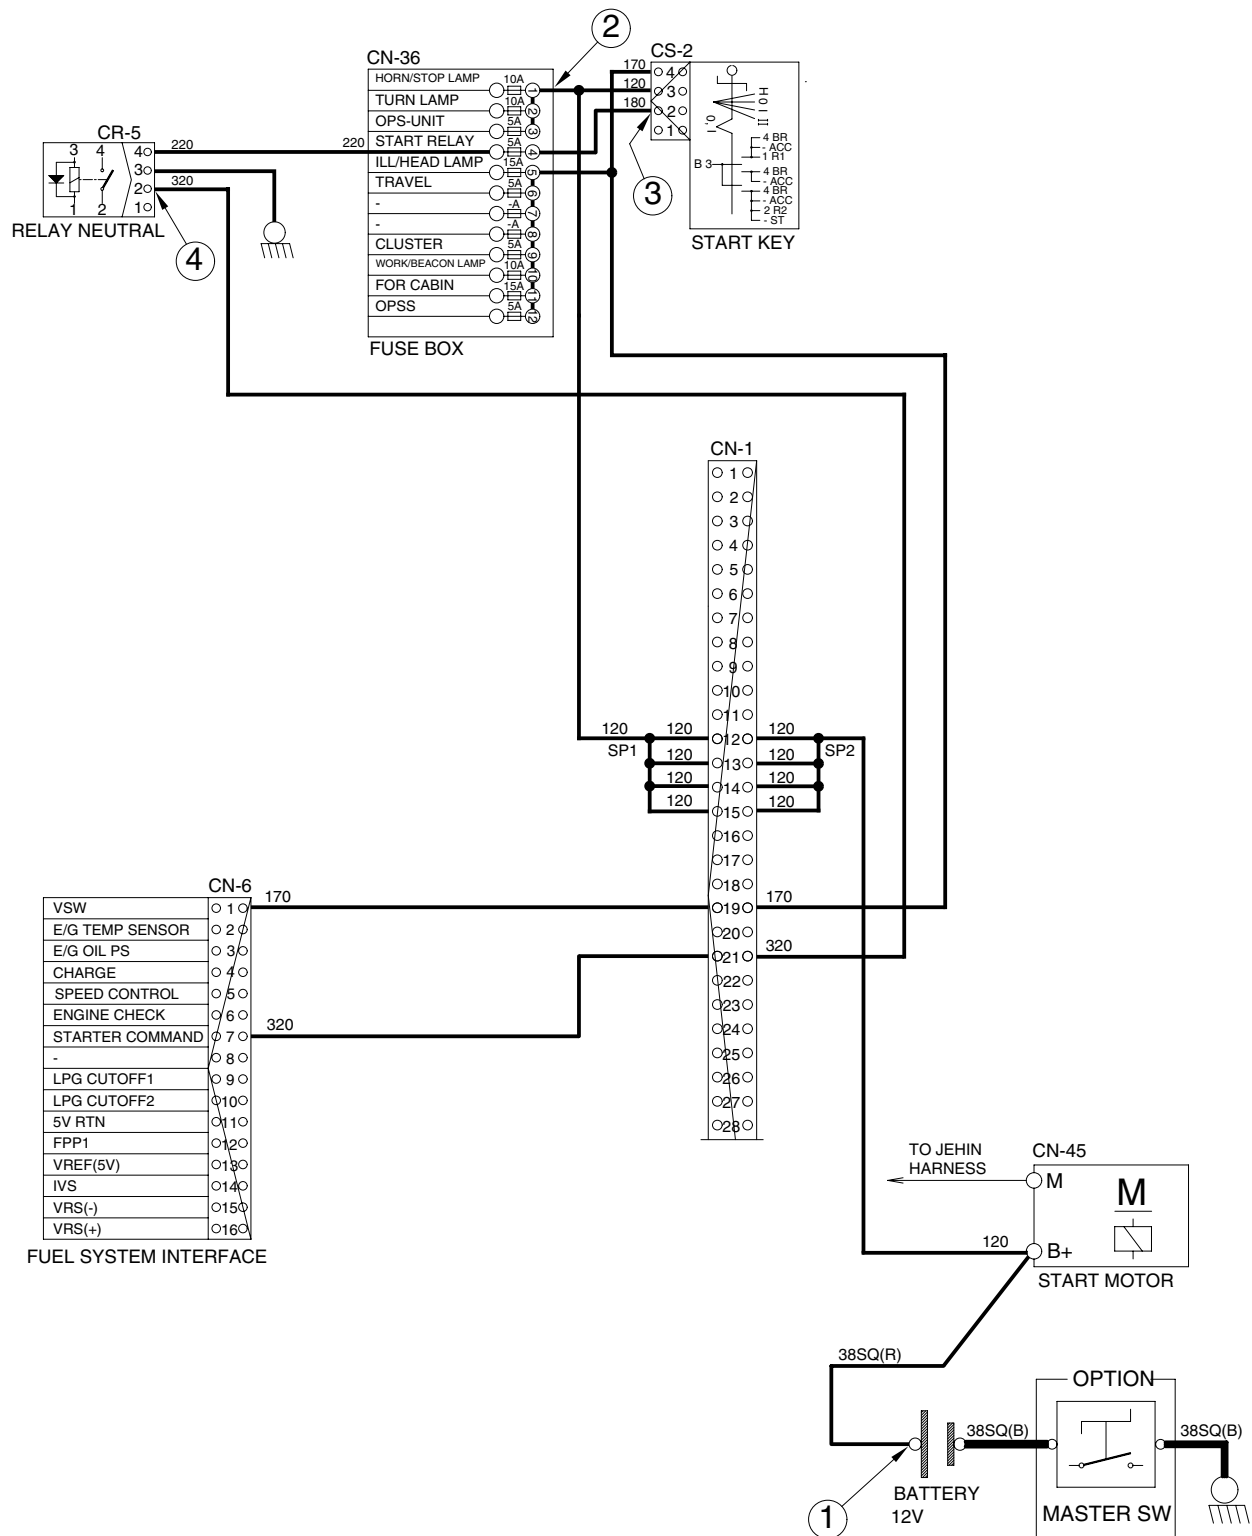 2
CN-36
HORN/STOP LAMP 10A 1
TURN LAMP 10A 2
OPS-UNIT 5A 3
220 START RELAY 5A 4
ILL/HEAD LAMP 15A 5
TRAVEL 5A 6
- -A 7
- -A 8
CLUSTER 5A 9
WORK/BEACON LAMP 10A 10
FOR CABIN 15A 11
OPSS 5A 12
FUSE BOX
CS-2
170 4
120 3
180 2
1
3
H O I II
0, I
B 3
4 BR
- ACC
1 R1
4 BR
- ACC
4 BR
- ACC
2 R2
- ST
START KEY
CR-5
3 4
1 2
4 220
3
2 320
1
RELAY NEUTRAL
4
CN-1
1
2
3
4
5
6
7
8
9
10
11
120 120 12 120
SP1 SP2
120 13 120
120 14 120
120 15 120
16
17
18
19 170
20
21 320
22
23
24
25
26
27
28
CN-6
VSW 1 170
E/G TEMP SENSOR 2
E/G OIL PS 3
CHARGE 4
SPEED CONTROL 5
ENGINE CHECK 6
STARTER COMMAND 7 320
- 8
LPG CUTOFF1 9
LPG CUTOFF2 10
5V RTN 11
FPP1 12
VREF(5V) 13
IVS 14
VRS(-) 15
VRS(+) 16
FUEL SYSTEM INTERFACE
TO JEHIN
HARNESS
CN-45
M
M
120 B+
START MOTOR
38SQ(R)
OPTION
38SQ(B) 38SQ(B)
BATTERY
12V
1
MASTER SW